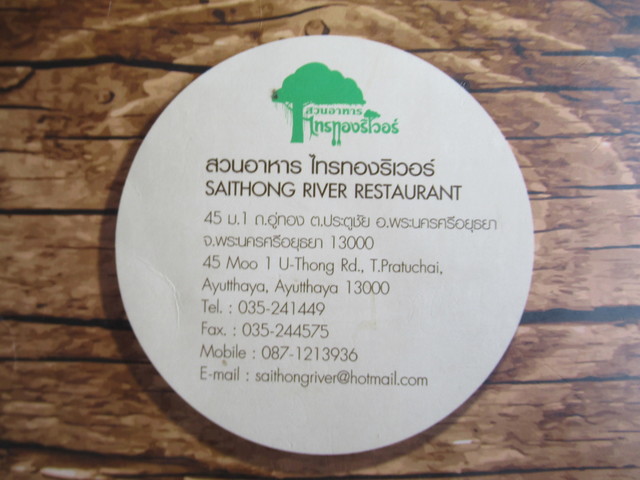 สวนอาหาร
ไทรทองริเวอร์
สวนอาหาร ไทรทองริเวอร์
SAITHONG RIVER RESTAURANT
45 ม.1 ถ.อู่ทอง ต.ประตูชัย อ.พระนครศรีอยุธยา
จ.พระนครศรีอยุธยา 13000
45 Moo 1 U-Thong Rd., T.Pratuchai,
Ayutthaya, Ayutthaya 13000
Tel. : 035-241449
Fax. : 035-244575
Mobile : 087-1213936
E-mail : saithongriver@hotmail.com